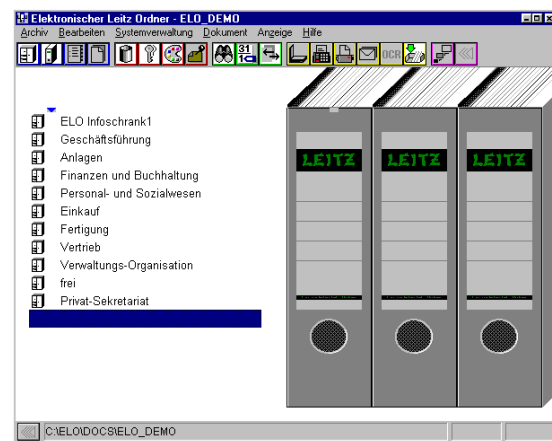 Elektronischer Leitz Ordner - ELO_DEMO
Archiv Bearbeiten Systemverwaltung Dokument Anzeige Hilfe
31
OCR
ELO Infoschrank1
Geschäftsführung
Anlagen
Finanzen und Buchhaltung
Personal- und Sozialwesen
Einkauf
Fertigung
Vertrieb
Verwaltungs-Organisation
frei
Privat-Sekretariat
LEITZ LEITZ LEITZ
C:\ELO\DOCS\ELO_DEMO